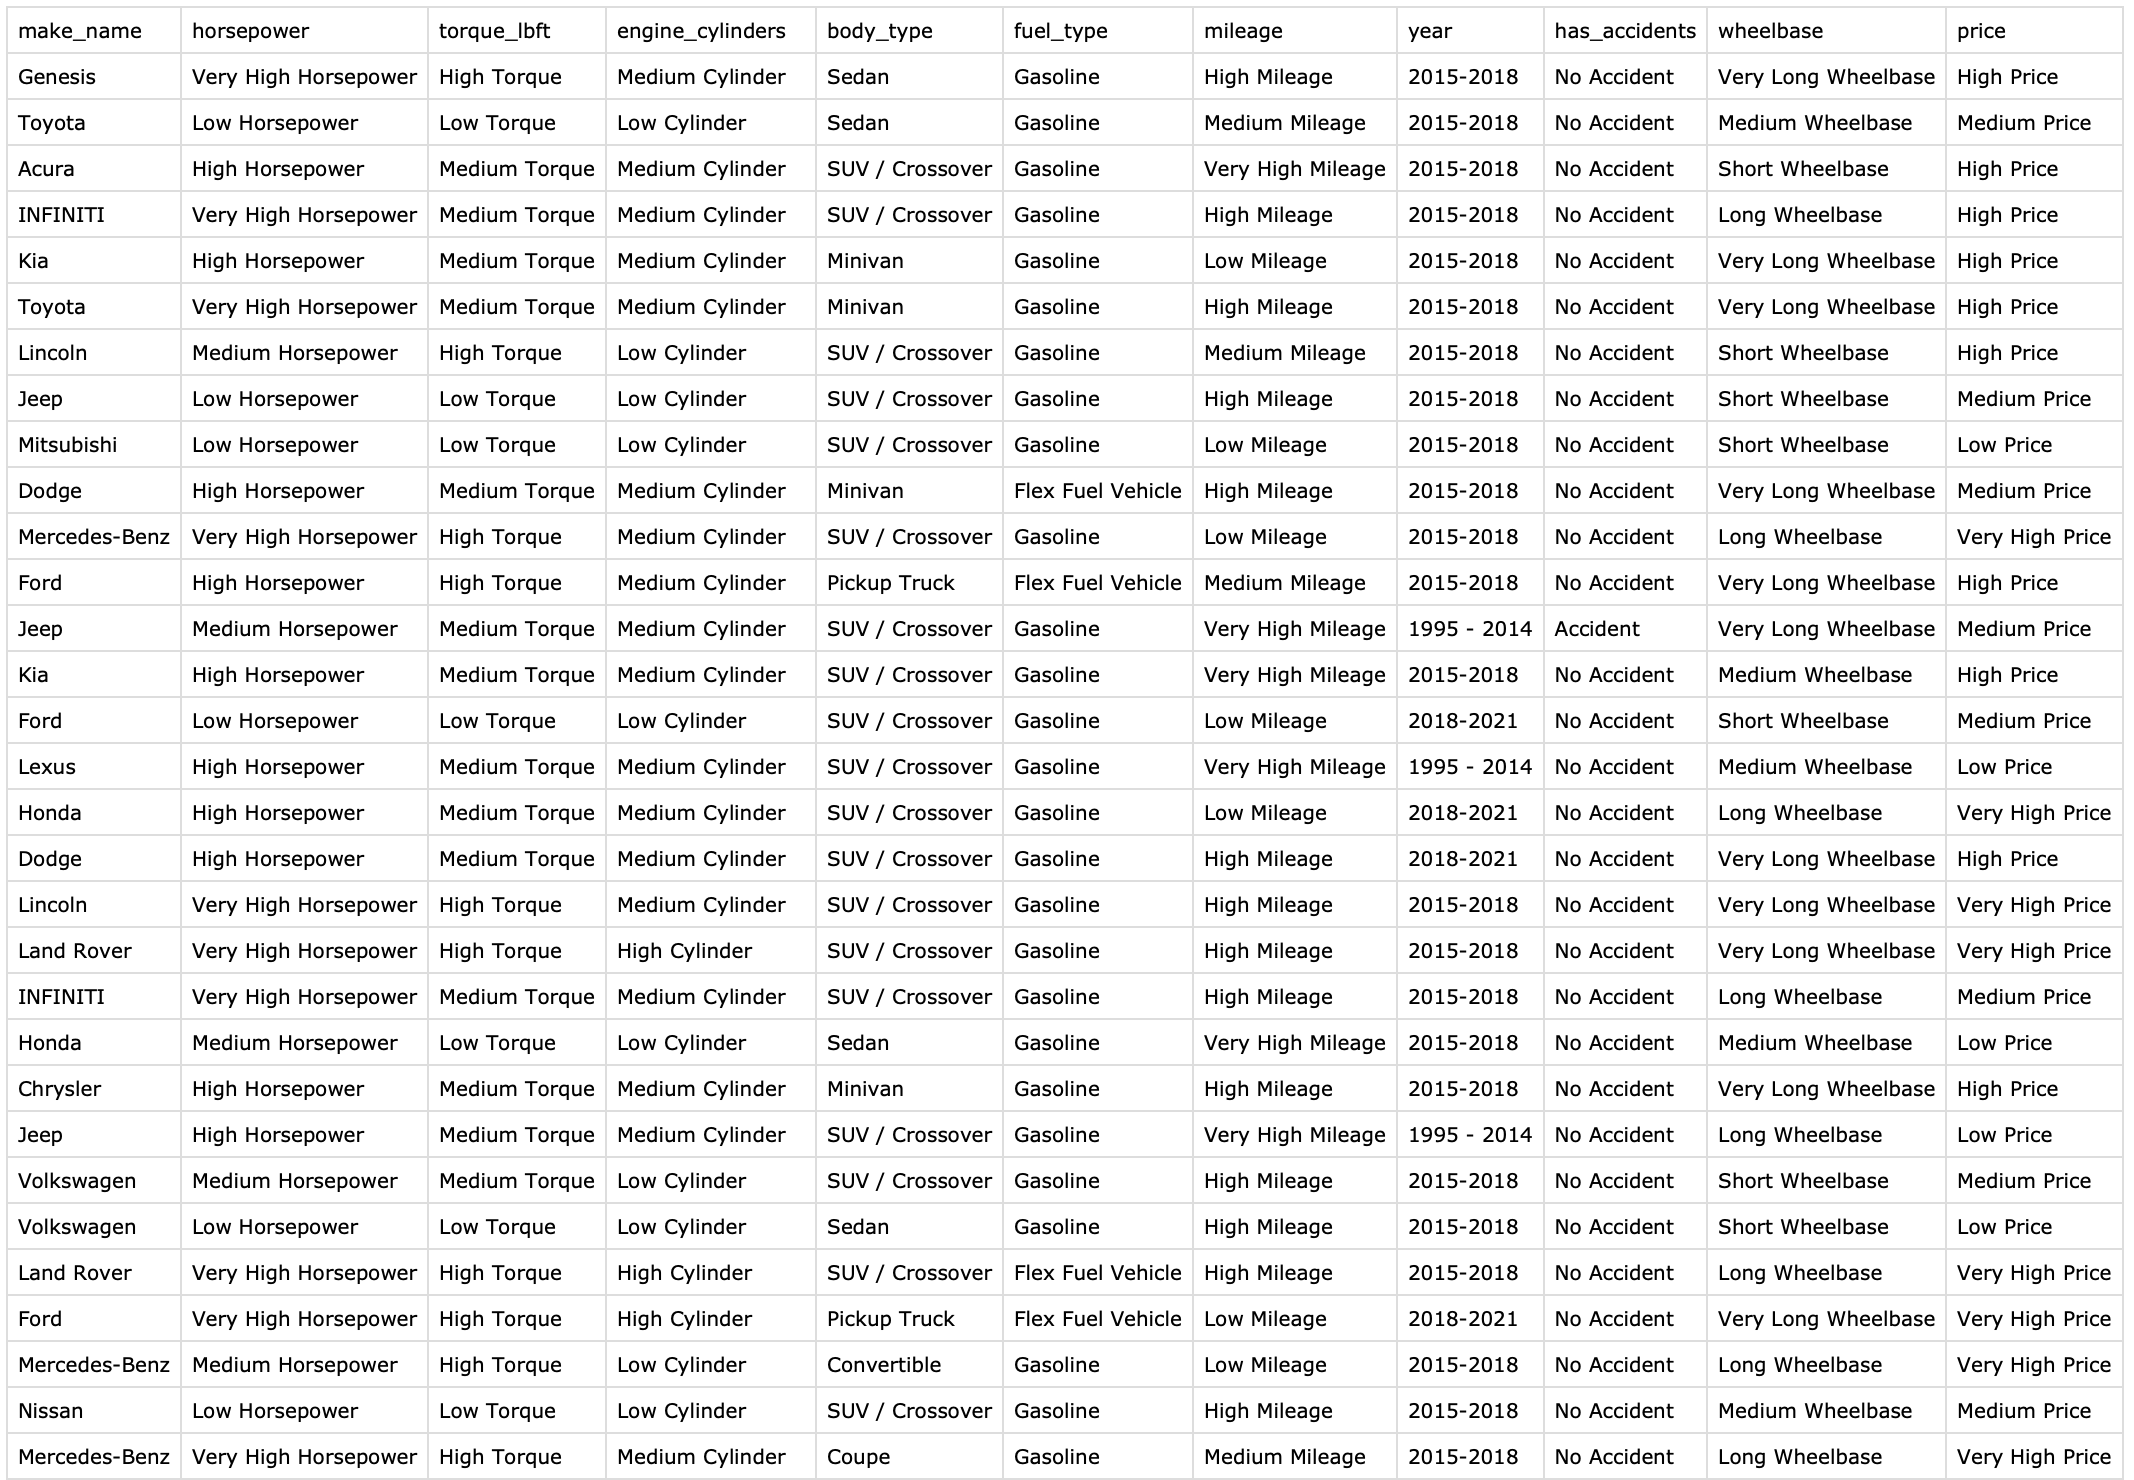 make_name horsepower torque_lbft engine_cylinders body_type fuel_type mileage year has_accidents wheelbase price
Genesis Very High Horsepower High Torque Medium Cylinder Sedan Gasoline High Mileage 2015-2018 No Accident Very Long Wheelbase High Price
Toyota Low Horsepower Low Torque Low Cylinder Sedan Gasoline Medium Mileage 2015-2018 No Accident Medium Wheelbase Medium Price
Acura High Horsepower Medium Torque Medium Cylinder SUV / Crossover Gasoline Very High Mileage 2015-2018 No Accident Short Wheelbase High Price
INFINITI Very High Horsepower Medium Torque Medium Cylinder SUV / Crossover Gasoline High Mileage 2015-2018 No Accident Long Wheelbase High Price
Kia High Horsepower Medium Torque Medium Cylinder Minivan Gasoline Low Mileage 2015-2018 No Accident Very Long Wheelbase High Price
Toyota Very High Horsepower Medium Torque Medium Cylinder Minivan Gasoline High Mileage 2015-2018 No Accident Very Long Wheelbase High Price
Lincoln Medium Horsepower High Torque Low Cylinder SUV / Crossover Gasoline Medium Mileage 2015-2018 No Accident Short Wheelbase High Price
Jeep Low Horsepower Low Torque Low Cylinder SUV / Crossover Gasoline High Mileage 2015-2018 No Accident Short Wheelbase Medium Price
Mitsubishi Low Horsepower Low Torque Low Cylinder SUV / Crossover Gasoline Low Mileage 2015-2018 No Accident Short Wheelbase Low Price
Dodge High Horsepower Medium Torque Medium Cylinder Minivan Flex Fuel Vehicle High Mileage 2015-2018 No Accident Very Long Wheelbase Medium Price
Mercedes-Benz Very High Horsepower High Torque Medium Cylinder SUV / Crossover Gasoline Low Mileage 2015-2018 No Accident Long Wheelbase Very High Price
Ford High Horsepower High Torque Medium Cylinder Pickup Truck Flex Fuel Vehicle Medium Mileage 2015-2018 No Accident Very Long Wheelbase High Price
Jeep Medium Horsepower Medium Torque Medium Cylinder SUV / Crossover Gasoline Very High Mileage 1995 - 2014 Accident Very Long Wheelbase Medium Price
Kia High Horsepower Medium Torque Medium Cylinder SUV / Crossover Gasoline Very High Mileage 2015-2018 No Accident Medium Wheelbase High Price
Ford Low Horsepower Low Torque Low Cylinder SUV / Crossover Gasoline Low Mileage 2018-2021 No Accident Short Wheelbase Medium Price
Lexus High Horsepower Medium Torque Medium Cylinder SUV / Crossover Gasoline Very High Mileage 1995 - 2014 No Accident Medium Wheelbase Low Price
Honda High Horsepower Medium Torque Medium Cylinder SUV / Crossover Gasoline Low Mileage 2018-2021 No Accident Long Wheelbase Very High Price
Dodge High Horsepower Medium Torque Medium Cylinder SUV / Crossover Gasoline High Mileage 2018-2021 No Accident Very Long Wheelbase High Price
Lincoln Very High Horsepower High Torque Medium Cylinder SUV / Crossover Gasoline High Mileage 2015-2018 No Accident Very Long Wheelbase Very High Price
Land Rover Very High Horsepower High Torque High Cylinder SUV / Crossover Gasoline High Mileage 2015-2018 No Accident Very Long Wheelbase Very High Price
INFINITI Very High Horsepower Medium Torque Medium Cylinder SUV / Crossover Gasoline High Mileage 2015-2018 No Accident Long Wheelbase Medium Price
Honda Medium Horsepower Low Torque Low Cylinder Sedan Gasoline Very High Mileage 2015-2018 No Accident Medium Wheelbase Low Price
Chrysler High Horsepower Medium Torque Medium Cylinder Minivan Gasoline High Mileage 2015-2018 No Accident Very Long Wheelbase High Price
Jeep High Horsepower Medium Torque Medium Cylinder SUV / Crossover Gasoline Very High Mileage 1995 - 2014 No Accident Long Wheelbase Low Price
Volkswagen Medium Horsepower Medium Torque Low Cylinder SUV / Crossover Gasoline High Mileage 2015-2018 No Accident Short Wheelbase Medium Price
Volkswagen Low Horsepower Low Torque Low Cylinder Sedan Gasoline High Mileage 2015-2018 No Accident Short Wheelbase Low Price
Land Rover Very High Horsepower High Torque High Cylinder SUV / Crossover Flex Fuel Vehicle High Mileage 2015-2018 No Accident Long Wheelbase Very High Price
Ford Very High Horsepower High Torque High Cylinder Pickup Truck Flex Fuel Vehicle Low Mileage 2018-2021 No Accident Very Long Wheelbase Very High Price
Mercedes-Benz Medium Horsepower High Torque Low Cylinder Convertible Gasoline Low Mileage 2015-2018 No Accident Long Wheelbase Very High Price
Nissan Low Horsepower Low Torque Low Cylinder SUV / Crossover Gasoline High Mileage 2015-2018 No Accident Medium Wheelbase Medium Price
Mercedes-Benz Very High Horsepower High Torque Medium Cylinder Coupe Gasoline Medium Mileage 2015-2018 No Accident Long Wheelbase Very High Price